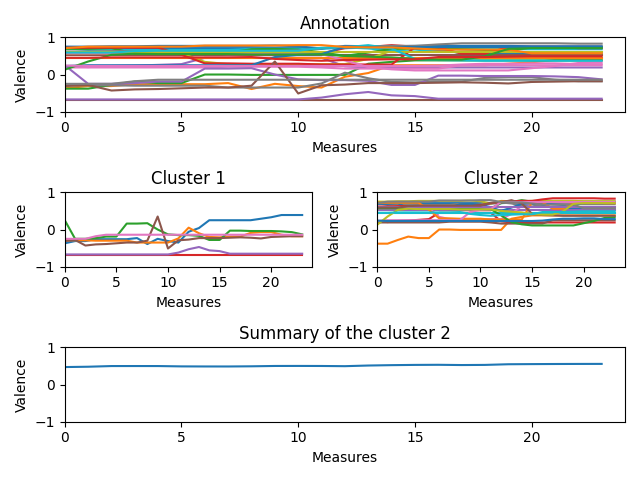 Annotation
Valence
1
0
−1
0 5 10 15 20
Measures
Cluster 1 Cluster 2
Valence Valence
1 1
0 0
−1 −1
0 5 10 15 20 0 5 10 15 20
Measures Measures
Summary of the cluster 2
Valence
1
0
−1
0 5 10 15 20
Measures